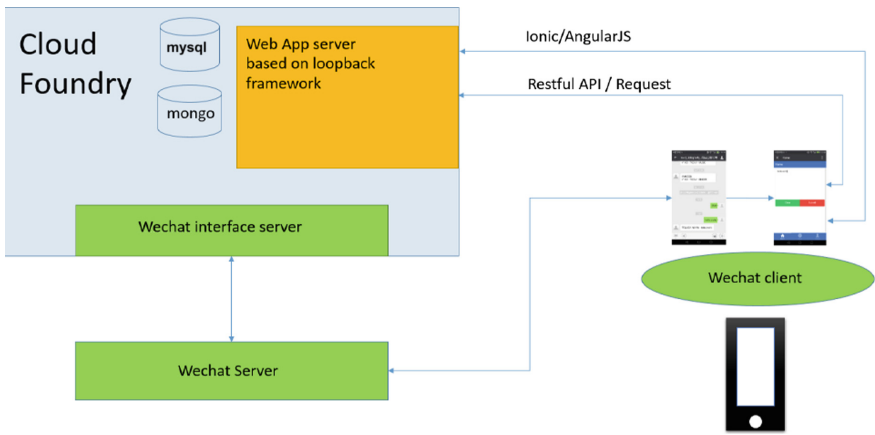 Cloud
Foundry
mysql
mongo
Web App server
based on loopback
framework
Ionic/AngularJS
Restful API / Request
Wechat interface server
Wechat client
Wechat Server